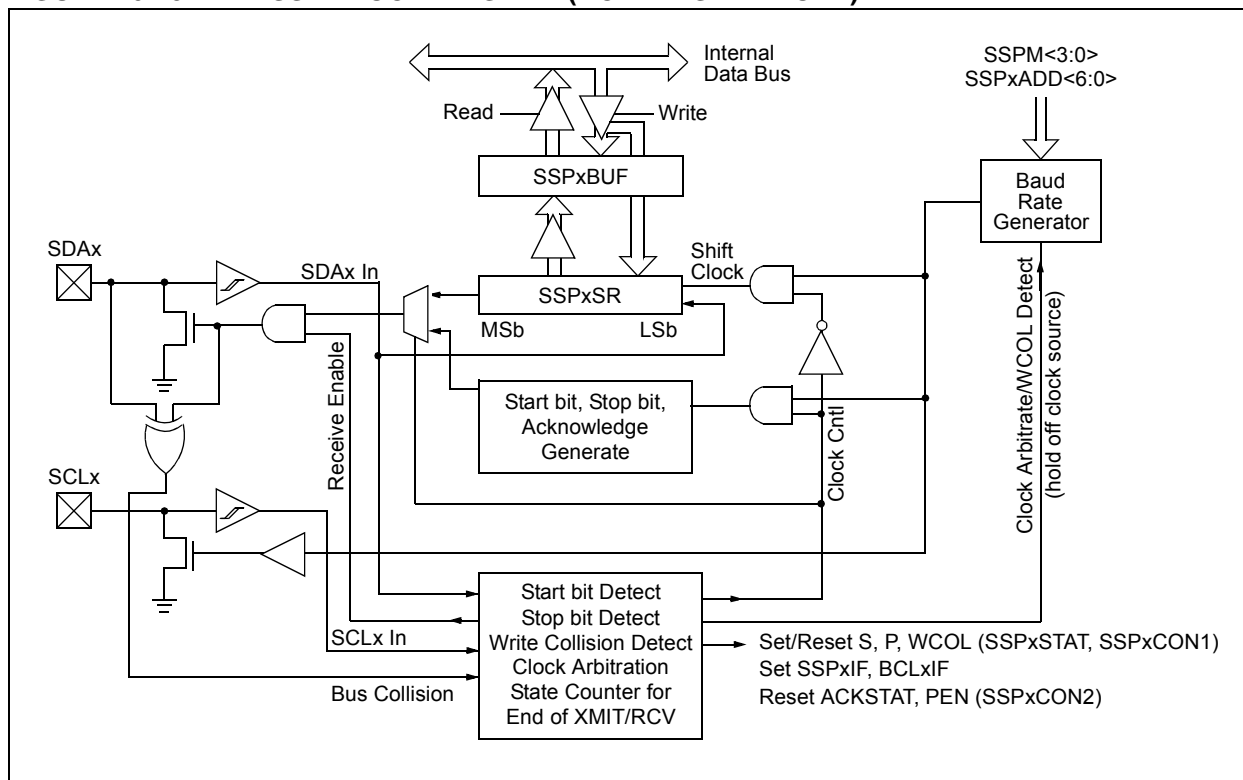 Internal
Data Bus
SSPM<3:0>
SSPxADD<6:0>
Read
Write
SSPxBUF
Baud
Rate
Generator
SDAx
SDAx In
Shift
Clock
SSPxSR
MSb
LSb
Receive Enable
Start bit, Stop bit,
Acknowledge
Generate
Clock Cntl
Clock Arbitrate/WCOL Detect
(hold off clock source)
SCLx
SCLx In
Bus Collision
Start bit Detect
Stop bit Detect
Write Collision Detect
Clock Arbitration
State Counter for
End of XMIT/RCV
Set/Reset S, P, WCOL (SSPxSTAT, SSPxCON1)
Set SSPxIF, BCLxIF
Reset ACKSTAT, PEN (SSPxCON2)